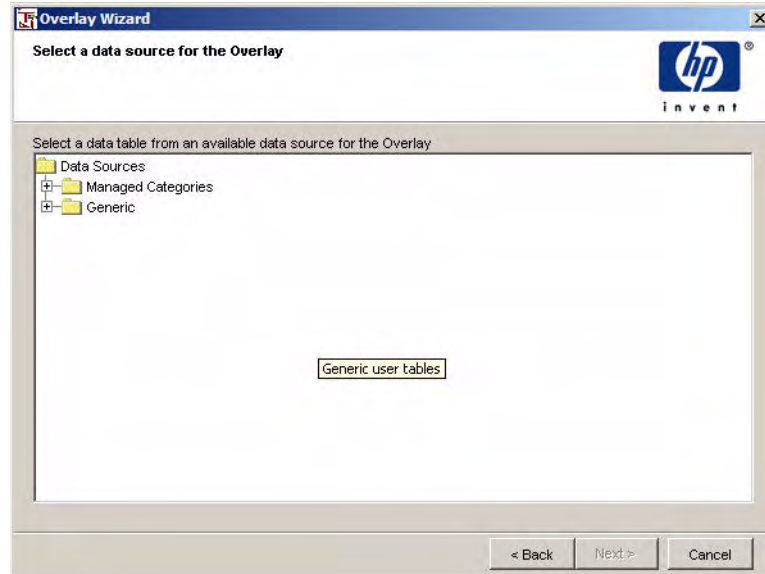 Overlay Wizard
Select a data source for the Overlay
hp
®
invent
Select a data table from an available data source for the Overlay
Data Sources
Managed Categories
Generic
Generic user tables
< Back
Next >
Cancel